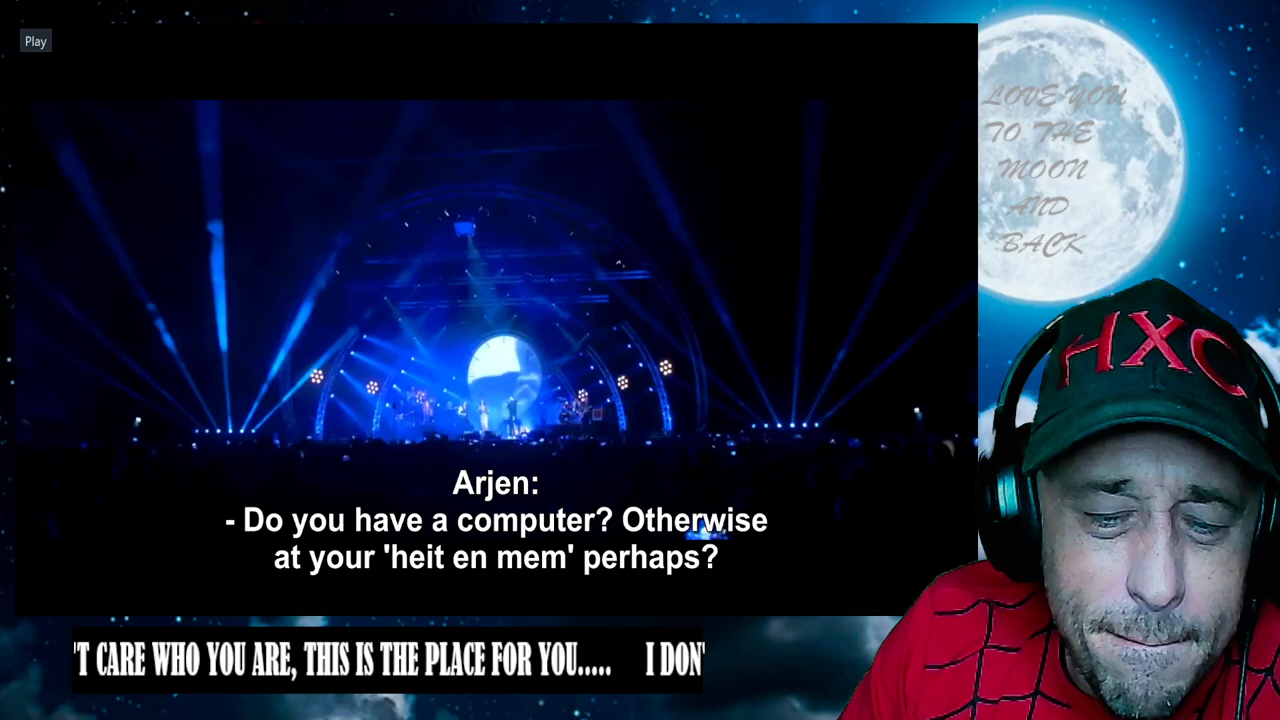 Play
LOVE YOU
TO THE
MOON
AND
BACK
HXC
Arjen:
- Do you have a computer? Otherwise
at your 'heit en mem' perhaps?
'T CARE WHO YOU ARE, THIS IS THE PLACE FOR YOU..... I DON'